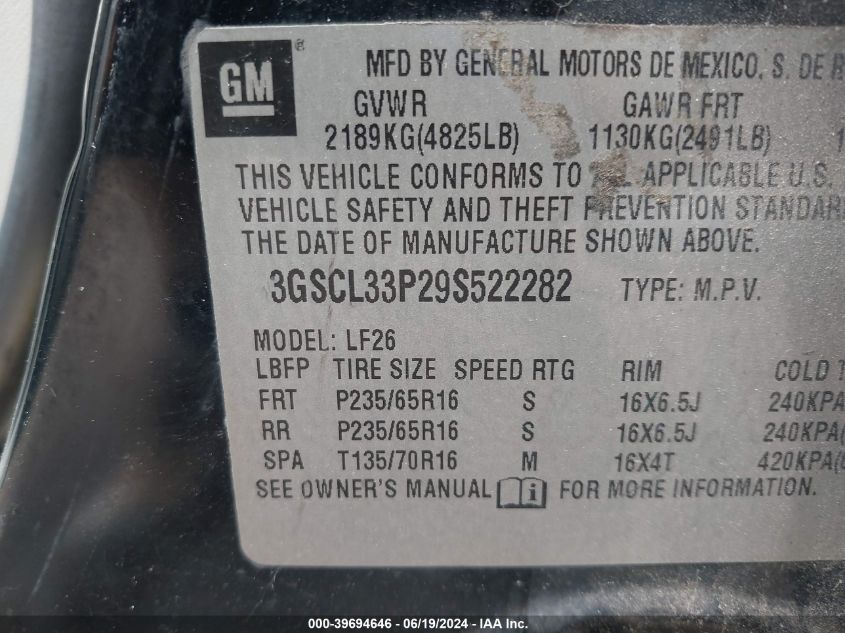 GM ®
MFD BY GENERAL MOTORS DE MEXICO, S. DE R
GVWR GAWR FRT
2189KG(4825LB) 1130KG(2491LB) 1
THIS VEHICLE CONFORMS TO ALL APPLICABLE U.S.
VEHICLE SAFETY AND THEFT PREVENTION STANDAR
THE DATE OF MANUFACTURE SHOWN ABOVE.
3GSCL33P29S522282 TYPE: M.P.V.
MODEL: LF26
LBFP TIRE SIZE SPEED RTG RIM COLD T
FRT P235/65R16 S 16X6.5J 240KPA
RR P235/65R16 S 16X6.5J 240KPA(
SPA T135/70R16 M 16X4T 420KPA(
SEE OWNER'S MANUAL i FOR MORE INFORMATION.
000-39694646 - 06/19/2024 - IAAI.com